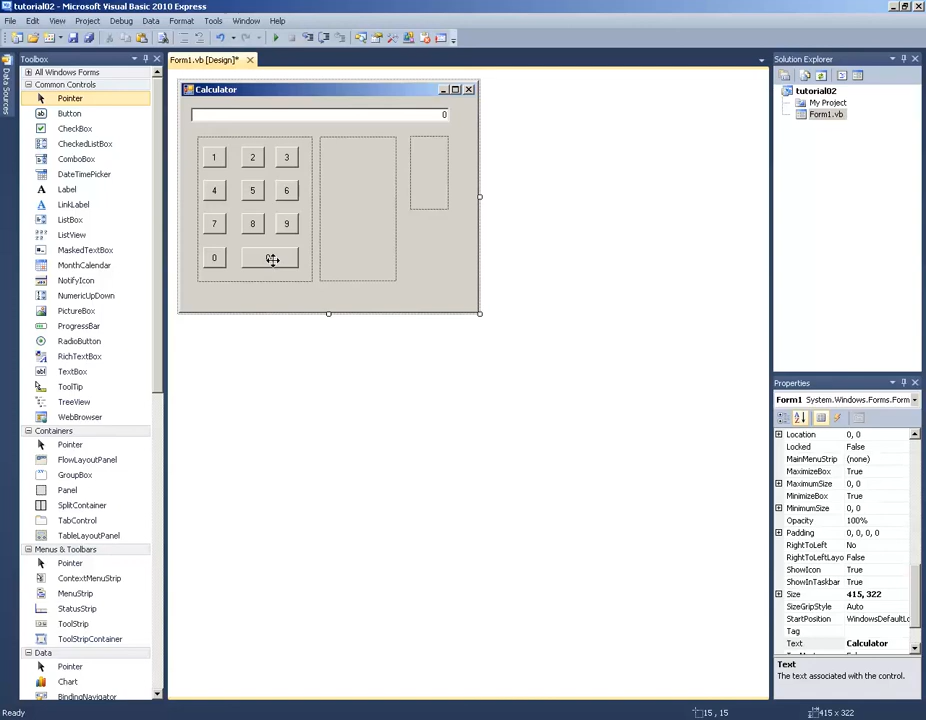 tutorial02 - Microsoft Visual Basic 2010 Express
File Edit View Project Debug Data Format Tools Window Help
Toolbox
Form1.vb [Design]*
Solution Explorer
Data Sources
All Windows Forms
Common Controls
Pointer
Button
CheckBox
CheckedListBox
ComboBox
DateTimePicker
Label
LinkLabel
ListBox
ListView
MaskedTextBox
MonthCalendar
NotifyIcon
NumericUpDown
PictureBox
ProgressBar
RadioButton
RichTextBox
TextBox
ToolTip
TreeView
WebBrowser
Containers
Pointer
FlowLayoutPanel
GroupBox
Panel
SplitContainer
TabControl
TableLayoutPanel
Menus & Toolbars
Pointer
ContextMenuStrip
MenuStrip
StatusStrip
ToolStrip
ToolStripContainer
Data
Pointer
Chart
BindingNavigator
Calculator
0
1 2 3
4 5 6
7 8 9
0
tutorial02
My Project
Form1.vb
Properties
Form1 System.Windows.Forms.Form
Location 0, 0
Locked False
MainMenuStrip (none)
MaximizeBox True
MaximumSize 0, 0
MinimizeBox True
MinimumSize 0, 0
Opacity 100%
Padding 0, 0, 0, 0
RightToLeft No
RightToLeftLayo False
ShowIcon True
ShowInTaskbar True
Size 415, 322
SizeGripStyle Auto
StartPosition WindowsDefaultLo
Tag
Text Calculator
Text
The text associated with the control.
Ready
15 , 15
415 x 322